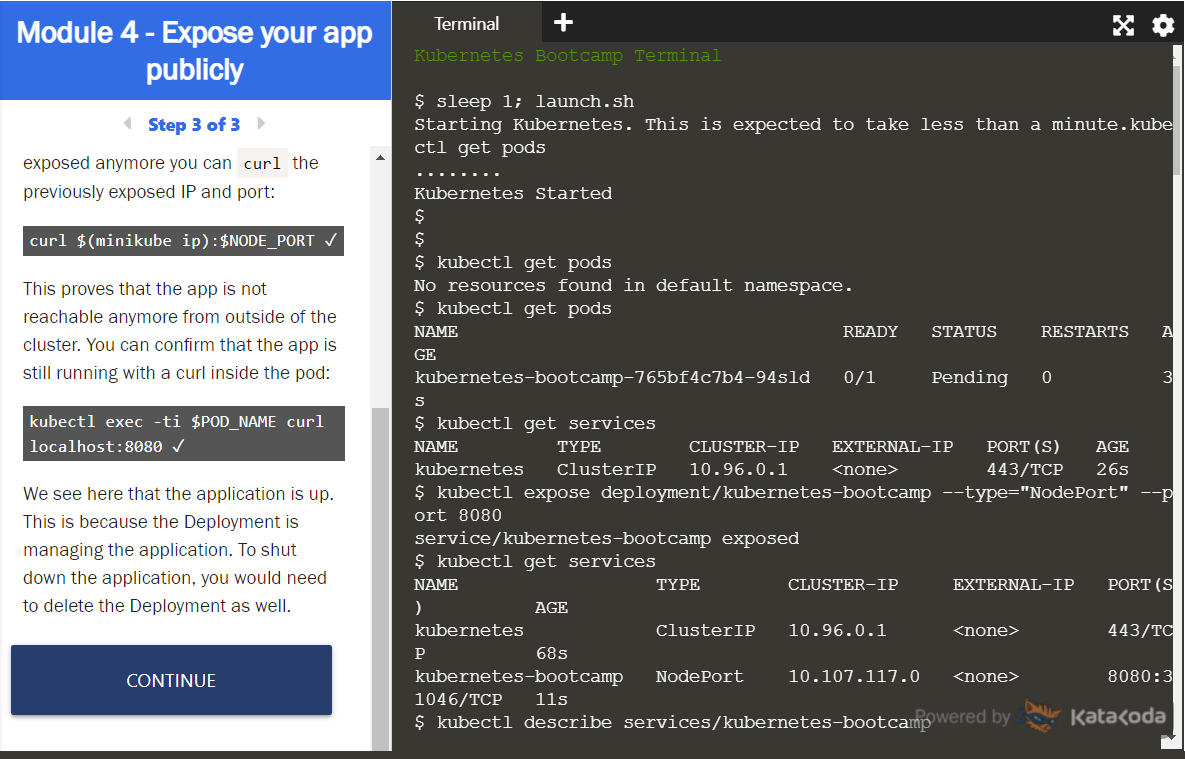 Module 4 - Expose your app
publicly
Step 3 of 3
exposed anymore you can curl the
previously exposed IP and port:
curl $(minikube ip):$NODE_PORT ✓
This proves that the app is not
reachable anymore from outside of the
cluster. You can confirm that the app is
still running with a curl inside the pod:
kubectl exec -ti $POD_NAME curl
localhost:8080 ✓
We see here that the application is up.
This is because the Deployment is
managing the application. To shut
down the application, you would need
to delete the Deployment as well.
CONTINUE
Terminal
Kubernetes Bootcamp Terminal
$ sleep 1; launch.sh
Starting Kubernetes. This is expected to take less than a minute.kube
ctl get pods
........
Kubernetes Started
$
$
$ kubectl get pods
No resources found in default namespace.
$ kubectl get pods
NAME READY STATUS RESTARTS A
GE
kubernetes-bootcamp-765bf4c7b4-94sld 0/1 Pending 0 3
s
$ kubectl get services
NAME TYPE CLUSTER-IP EXTERNAL-IP PORT(S) AGE
kubernetes ClusterIP 10.96.0.1 <none> 443/TCP 26s
$ kubectl expose deployment/kubernetes-bootcamp --type="NodePort" --p
ort 8080
service/kubernetes-bootcamp exposed
$ kubectl get services
NAME TYPE CLUSTER-IP EXTERNAL-IP PORT(S
) AGE
kubernetes ClusterIP 10.96.0.1 <none> 443/TC
P 68s
kubernetes-bootcamp NodePort 10.107.117.0 <none> 8080:3
1046/TCP 11s
$ kubectl describe services/kubernetes-bootcamp
Powered by Katacoda